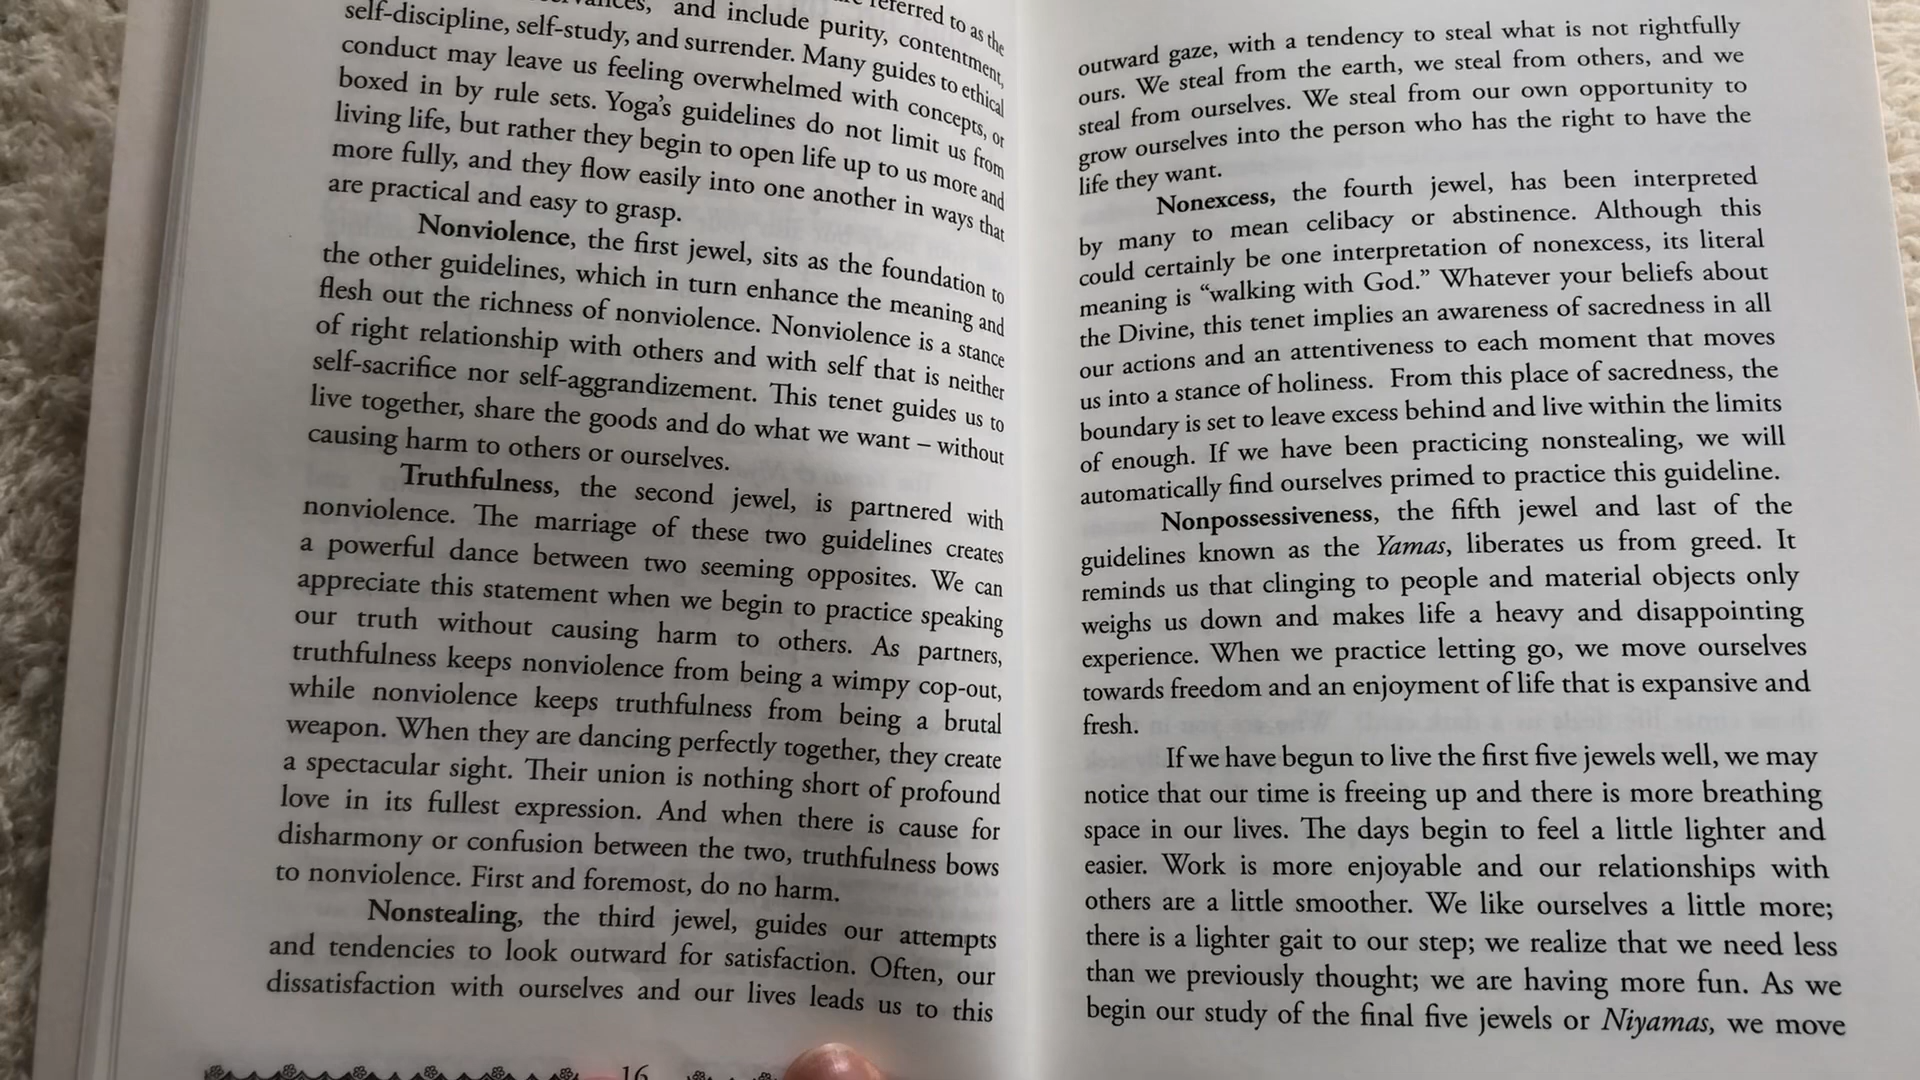 and include purity, contentment, referred to as the
self-discipline, self-study, and surrender. Many guides to ethical
conduct may leave us feeling overwhelmed with concepts, or
boxed in by rule sets. Yoga's guidelines do not limit us from
living life, but rather they begin to open life up to us more and
more fully, and they flow easily into one another in ways that
are practical and easy to grasp.
Nonviolence, the first jewel, sits as the foundation to
the other guidelines, which in turn enhance the meaning and
flesh out the richness of nonviolence. Nonviolence is a stance
of right relationship with others and with self that is neither
self-sacrifice nor self-aggrandizement. This tenet guides us to
live together, share the goods and do what we want – without
causing harm to others or ourselves.
Truthfulness, the second jewel, is partnered with
nonviolence. The marriage of these two guidelines creates
a powerful dance between two seeming opposites. We can
appreciate this statement when we begin to practice speaking
our truth without causing harm to others. As partners,
truthfulness keeps nonviolence from being a wimpy cop-out,
while nonviolence keeps truthfulness from being a brutal
weapon. When they are dancing perfectly together, they create
a spectacular sight. Their union is nothing short of profound
love in its fullest expression. And when there is cause for
disharmony or confusion between the two, truthfulness bows
to nonviolence. First and foremost, do no harm.
Nonstealing, the third jewel, guides our attempts
and tendencies to look outward for satisfaction. Often, our
dissatisfaction with ourselves and our lives leads us to this
16
outward gaze, with a tendency to steal what is not rightfully
ours. We steal from the earth, we steal from others, and we
steal from ourselves. We steal from our own opportunity to
grow ourselves into the person who has the right to have the
life they want.
Nonexcess, the fourth jewel, has been interpreted
by many to mean celibacy or abstinence. Although this
could certainly be one interpretation of nonexcess, its literal
meaning is “walking with God.” Whatever your beliefs about
the Divine, this tenet implies an awareness of sacredness in all
our actions and an attentiveness to each moment that moves
us into a stance of holiness. From this place of sacredness, the
boundary is set to leave excess behind and live within the limits
of enough. If we have been practicing nonstealing, we will
automatically find ourselves primed to practice this guideline.
Nonpossessiveness, the fifth jewel and last of the
guidelines known as the Yamas, liberates us from greed. It
reminds us that clinging to people and material objects only
weighs us down and makes life a heavy and disappointing
experience. When we practice letting go, we move ourselves
towards freedom and an enjoyment of life that is expansive and
fresh.
If we have begun to live the first five jewels well, we may
notice that our time is freeing up and there is more breathing
space in our lives. The days begin to feel a little lighter and
easier. Work is more enjoyable and our relationships with
others are a little smoother. We like ourselves a little more;
there is a lighter gait to our step; we realize that we need less
than we previously thought; we are having more fun. As we
begin our study of the final five jewels or Niyamas, we move